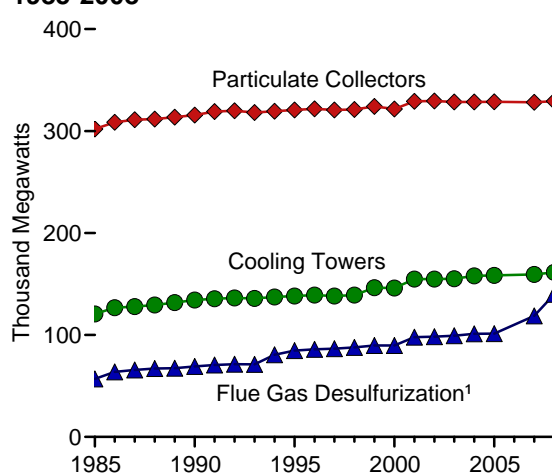 400
Particulate Collectors
300
Thousand Megawatts
200
Cooling Towers
100
Flue Gas Desulfurization¹
0
1985 1990 1995 2000 2005